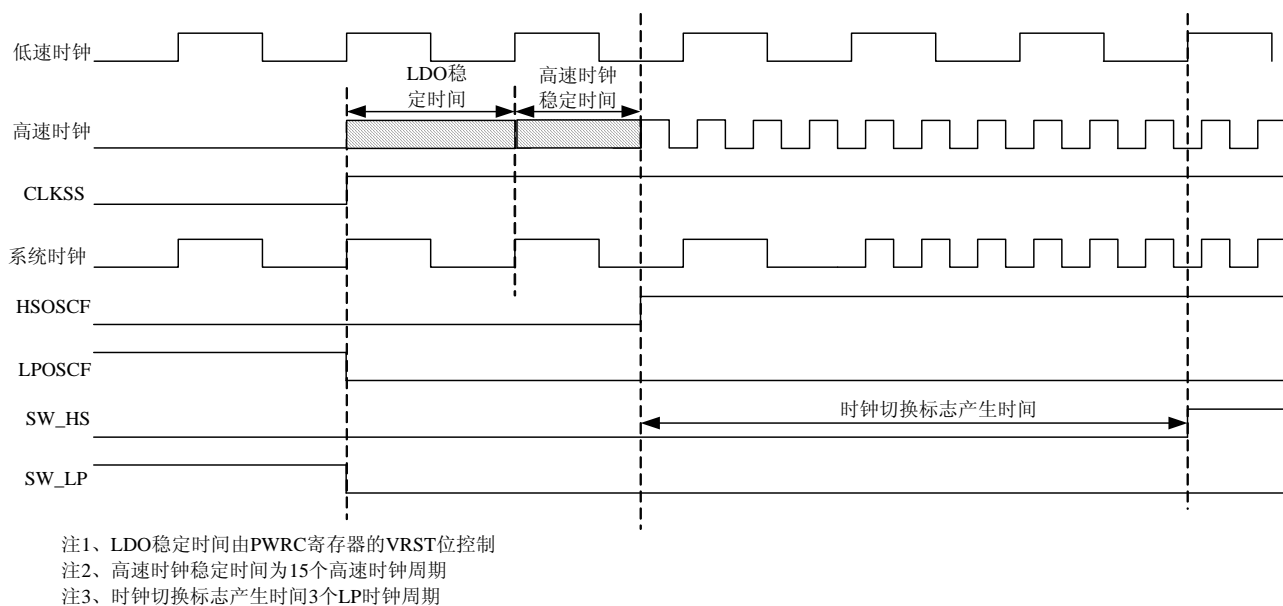 低速时钟
LDO稳
定时间
高速时钟
稳定时间
高速时钟
CLKSS
系统时钟
HSOSCF
LPOSCF
SW_HS
时钟切换标志产生时间
SW_LP
注1、LDO稳定时间由PWRC寄存器的VRST位控制
注2、高速时钟稳定时间为15个高速时钟周期
注3、时钟切换标志产生时间3个LP时钟周期